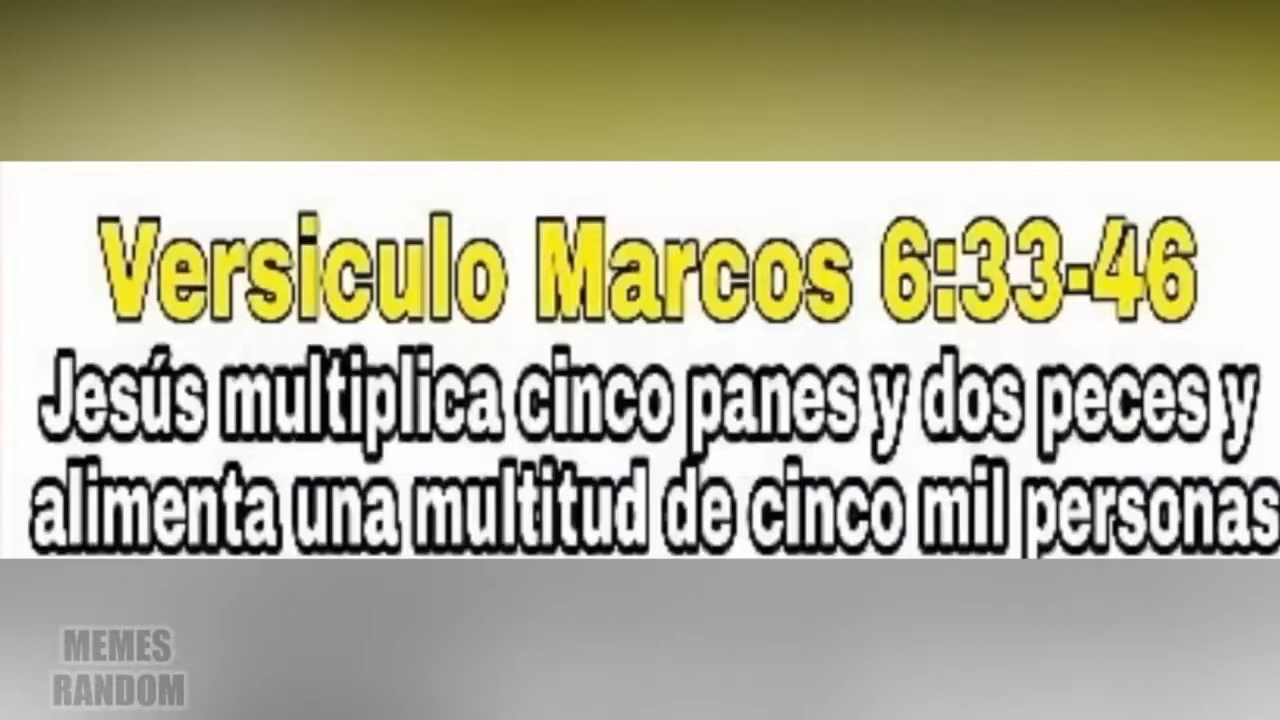 Versiculo Marcos 6:33-46
Jesús multiplica cinco panes y dos peces y
alimenta una multitud de cinco mil personas
MEMES
RANDOM